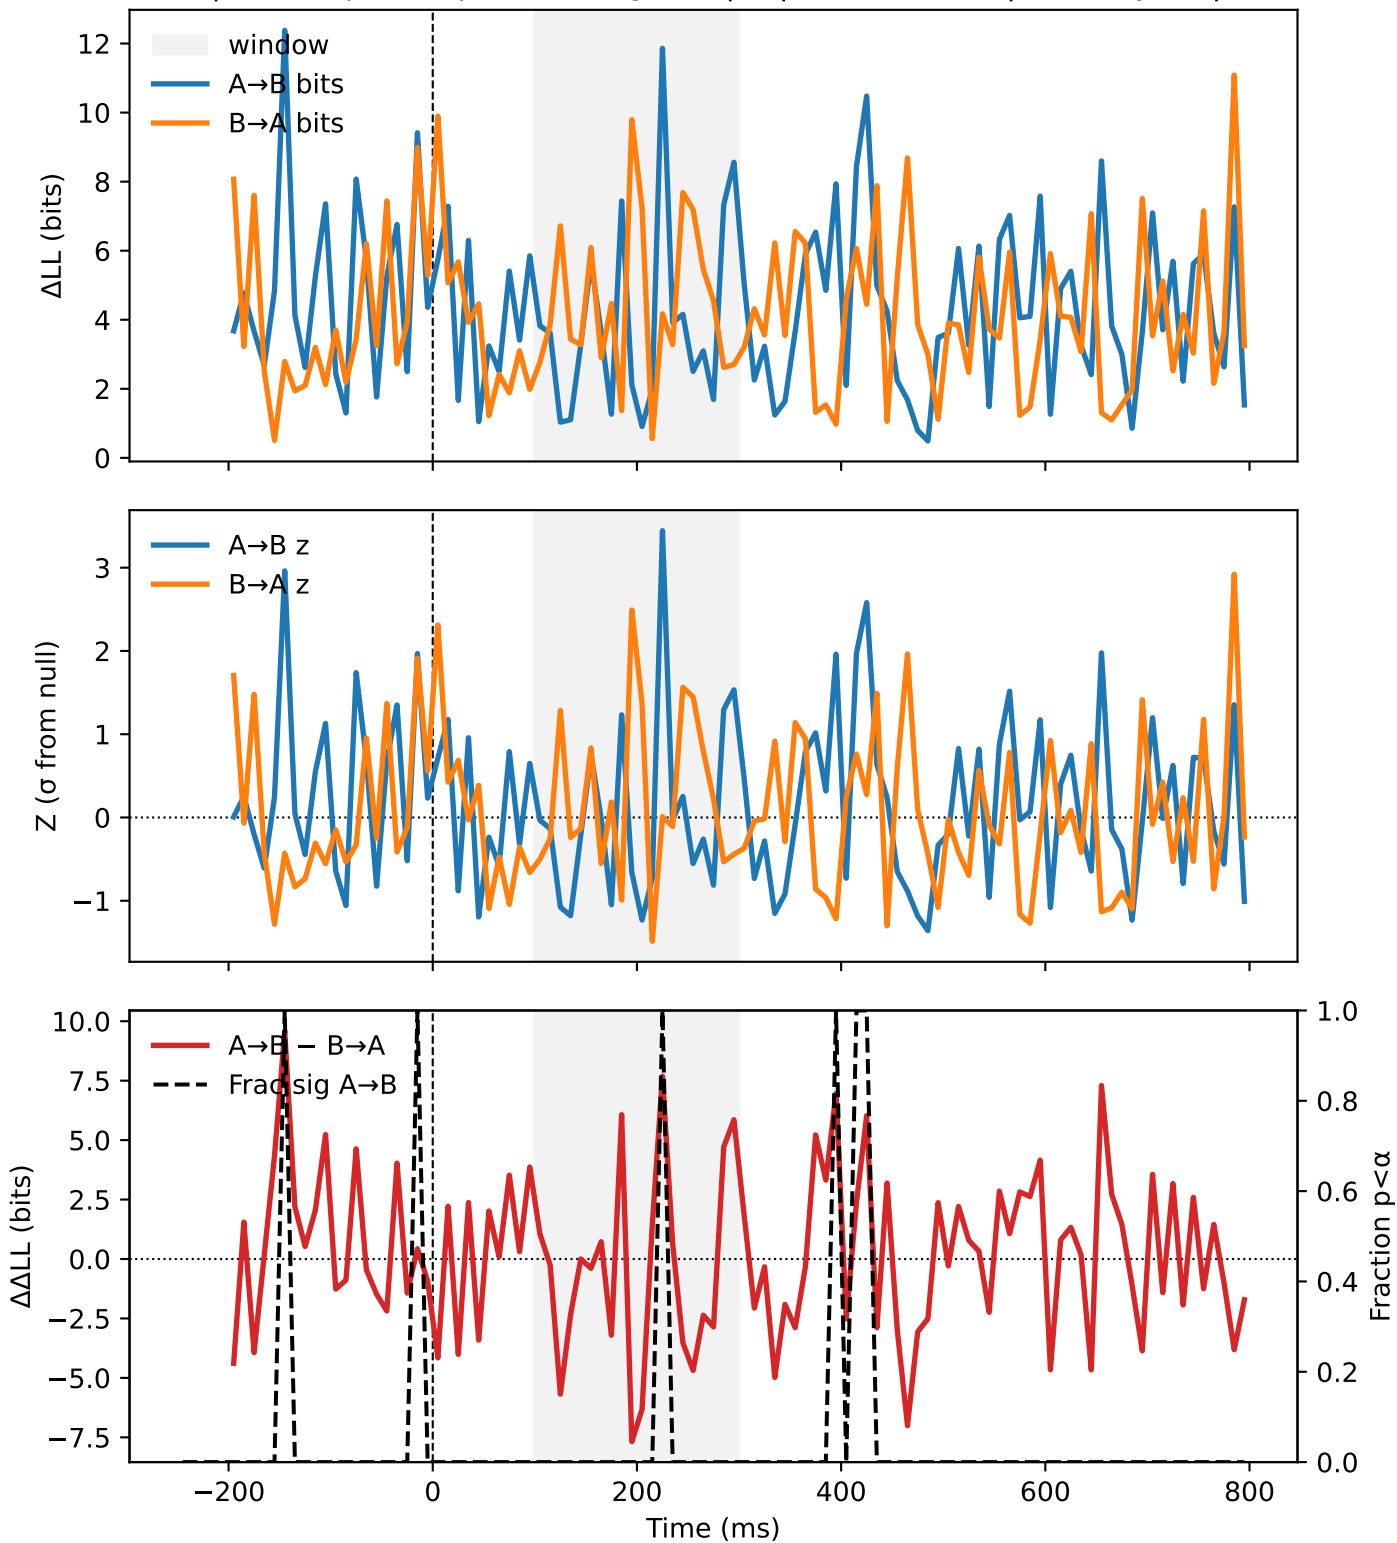 12
10
8
6
4
2
0
ΔLL (bits)
window
A→B bits
B→A bits
3
2
1
0
−1
Z (σ from null)
A→B z
B→A z
10.0
7.5
5.0
2.5
0.0
−2.5
−5.0
−7.5
ΔΔLL (bits)
A→B − B→A
Frac sig A→B
1.0
0.8
0.6
0.4
0.2
0.0
Fraction p<α
−200
0
200
400
600
800
Time (ms)